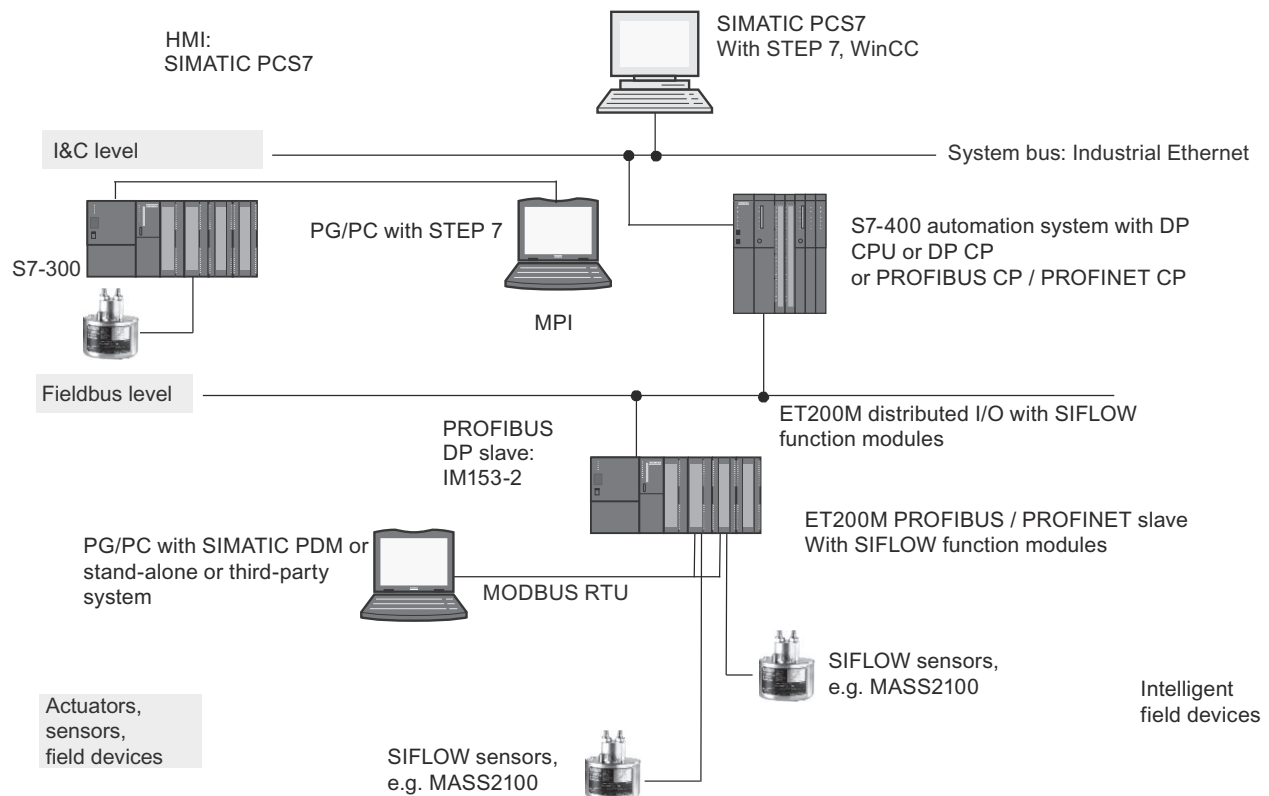 HMI:
SIMATIC PCS7
SIMATIC PCS7
With STEP 7, WinCC
I&C level
System bus: Industrial Ethernet
PG/PC with STEP 7
S7-400 automation system with DP
CPU or DP CP
or PROFIBUS CP / PROFINET CP
S7-300
MPI
Fieldbus level
ET200M distributed I/O with SIFLOW
function modules
PROFIBUS
DP slave:
IM153-2
ET200M PROFIBUS / PROFINET slave
With SIFLOW function modules
PG/PC with SIMATIC PDM or
stand-alone or third-party
system
MODBUS RTU
SIFLOW sensors,
e.g. MASS2100
Intelligent
field devices
Actuators,
sensors,
field devices
SIFLOW sensors,
e.g. MASS2100